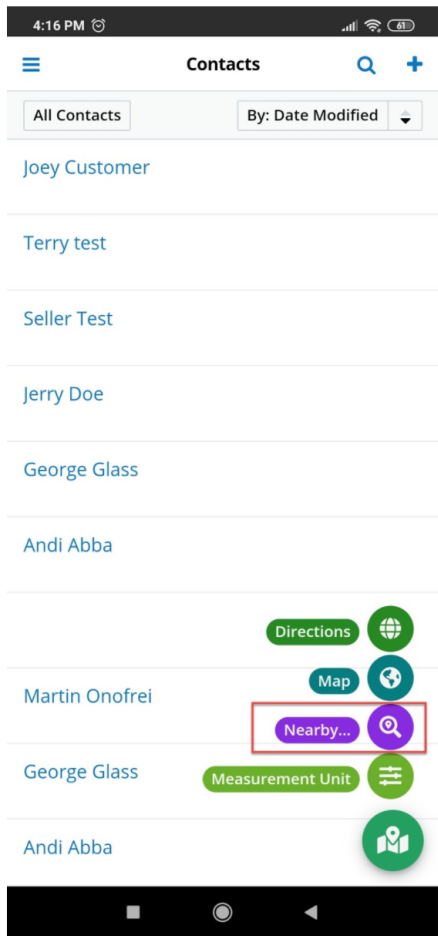 4:16 PM 61
Contacts
All Contacts By: Date Modified
Joey Customer
Terry test
Seller Test
Jerry Doe
George Glass
Andi Abba
Directions
Map
Martin Onofrei
Nearby...
George Glass Measurement Unit
Andi Abba